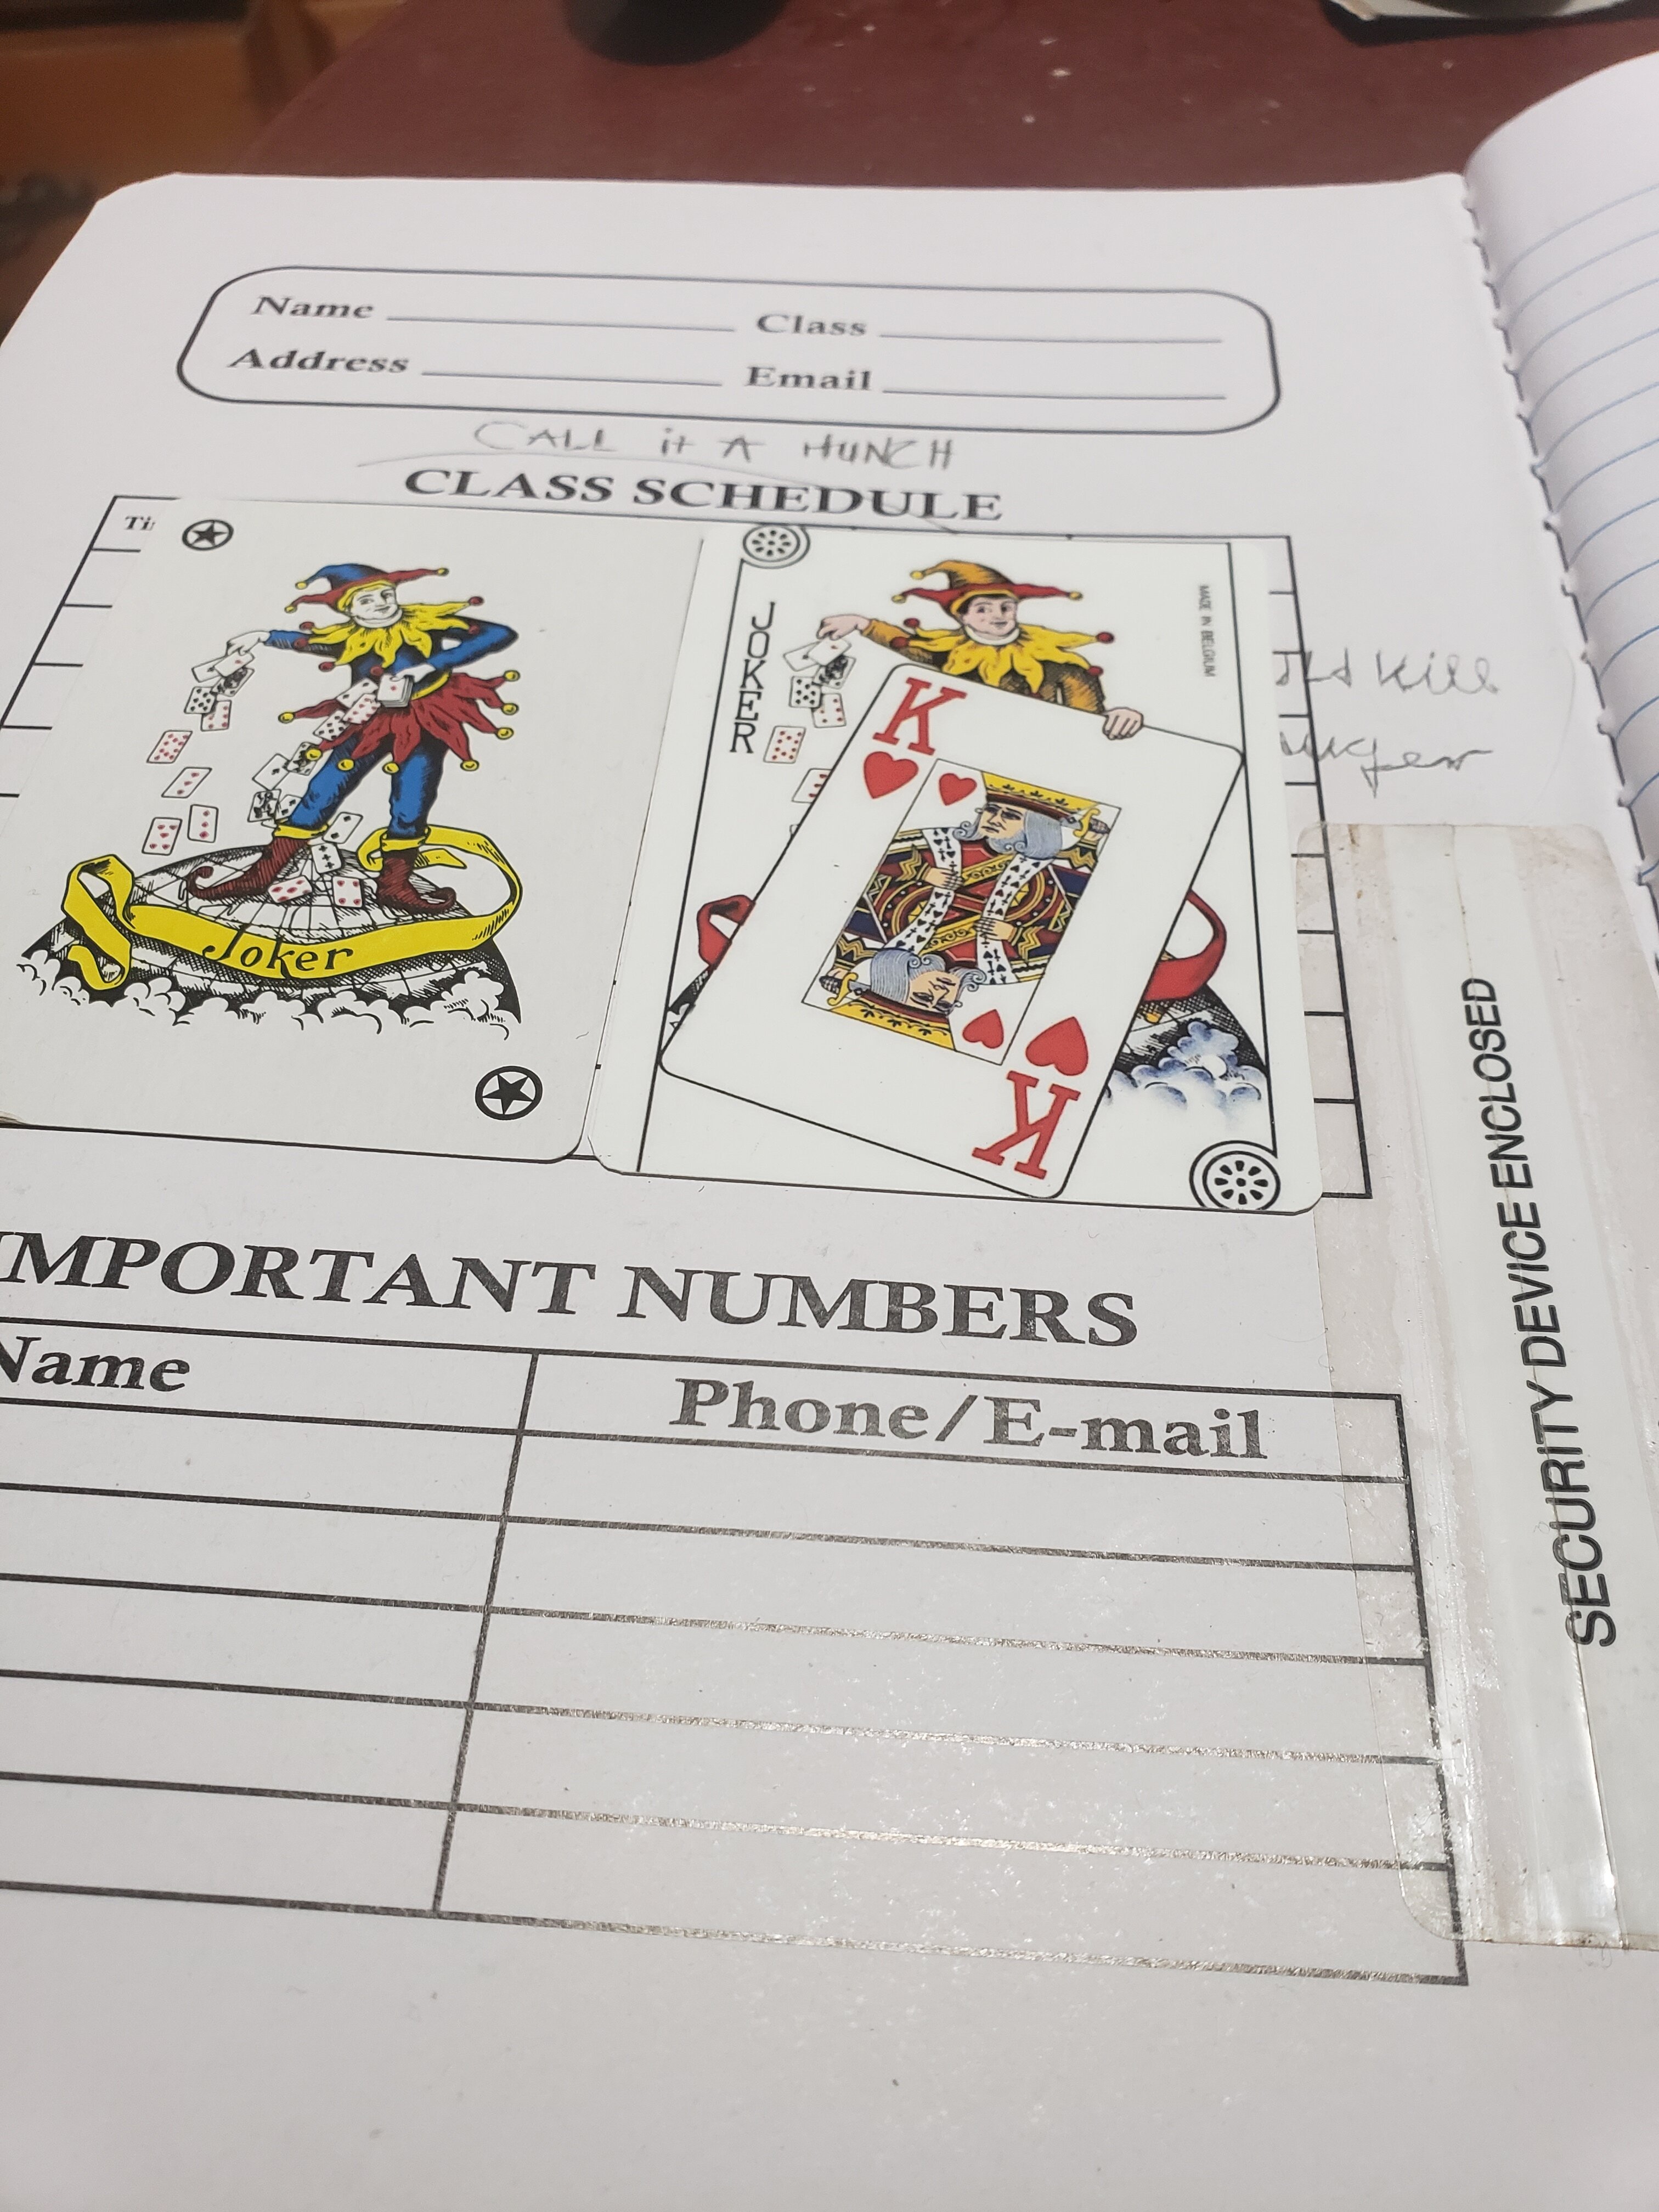 Name Class
Address Email
CALL it A HUNCH
CLASS SCHEDULE
JOKER
MADE IN BELGIUM
K
kill
Joker
K
SECURITY DEVICE ENCLOSED
IMPORTANT NUMBERS
Name Phone/E-mail